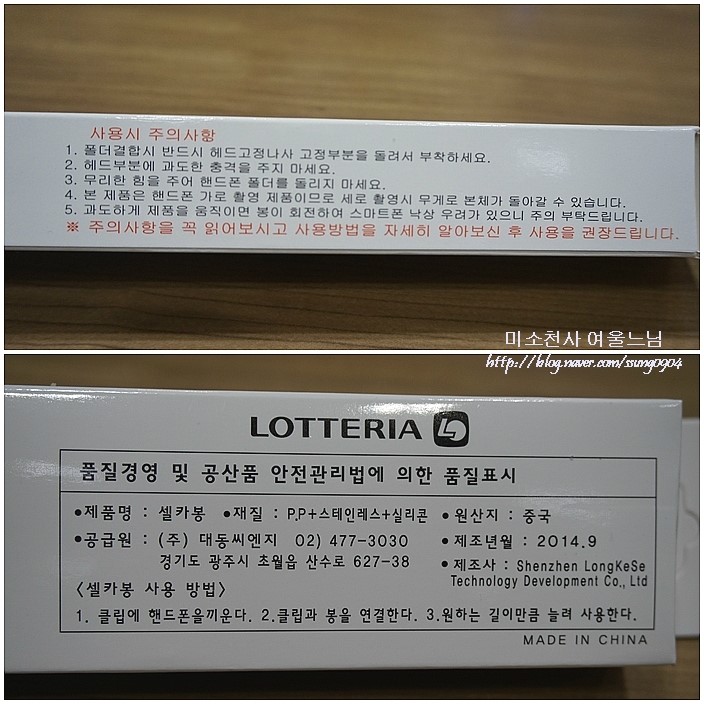 사용시 주의사항
1. 폴더결합시 반드시 헤드고정나사 고정부분을 돌려서 부착하세요.
2. 헤드부분에 과도한 충격을 주지 마세요.
3. 무리한 힘을 주어 핸드폰 폴더를 돌리지 마세요.
4. 본 제품은 핸드폰 가로 촬영 제품이므로 세로 촬영시 무게로 본체가 돌아갈 수 있습니다.
5. 과도하게 제품을 움직이면 봉이 회전하여 스마트폰 낙상 우려가 있으니 주의 부탁드립니다.
※ 주의사항을 꼭 읽어보시고 사용방법을 자세히 알아보신 후 사용을 권장드립니다.
미소천사 여울느님
http://blog.naver.com/ssung0904
LOTTERIA
품질경영 및 공산품 안전관리법에 의한 품질표시
•제품명 : 셀카봉 •재질 : P.P+스테인레스+실리콘 •원산지 : 중국
•공급원 : (주) 대동씨엔지 02) 477-3030 •제조년월 : 2014.9
경기도 광주시 초월읍 산수로 627-38
•제조사 : Shenzhen LongKeSe
Technology Development Co., Ltd
〈셀카봉 사용 방법〉
1. 클립에 핸드폰을끼운다. 2.클립과 봉을 연결한다. 3.원하는 길이만큼 늘려 사용한다.
MADE IN CHINA